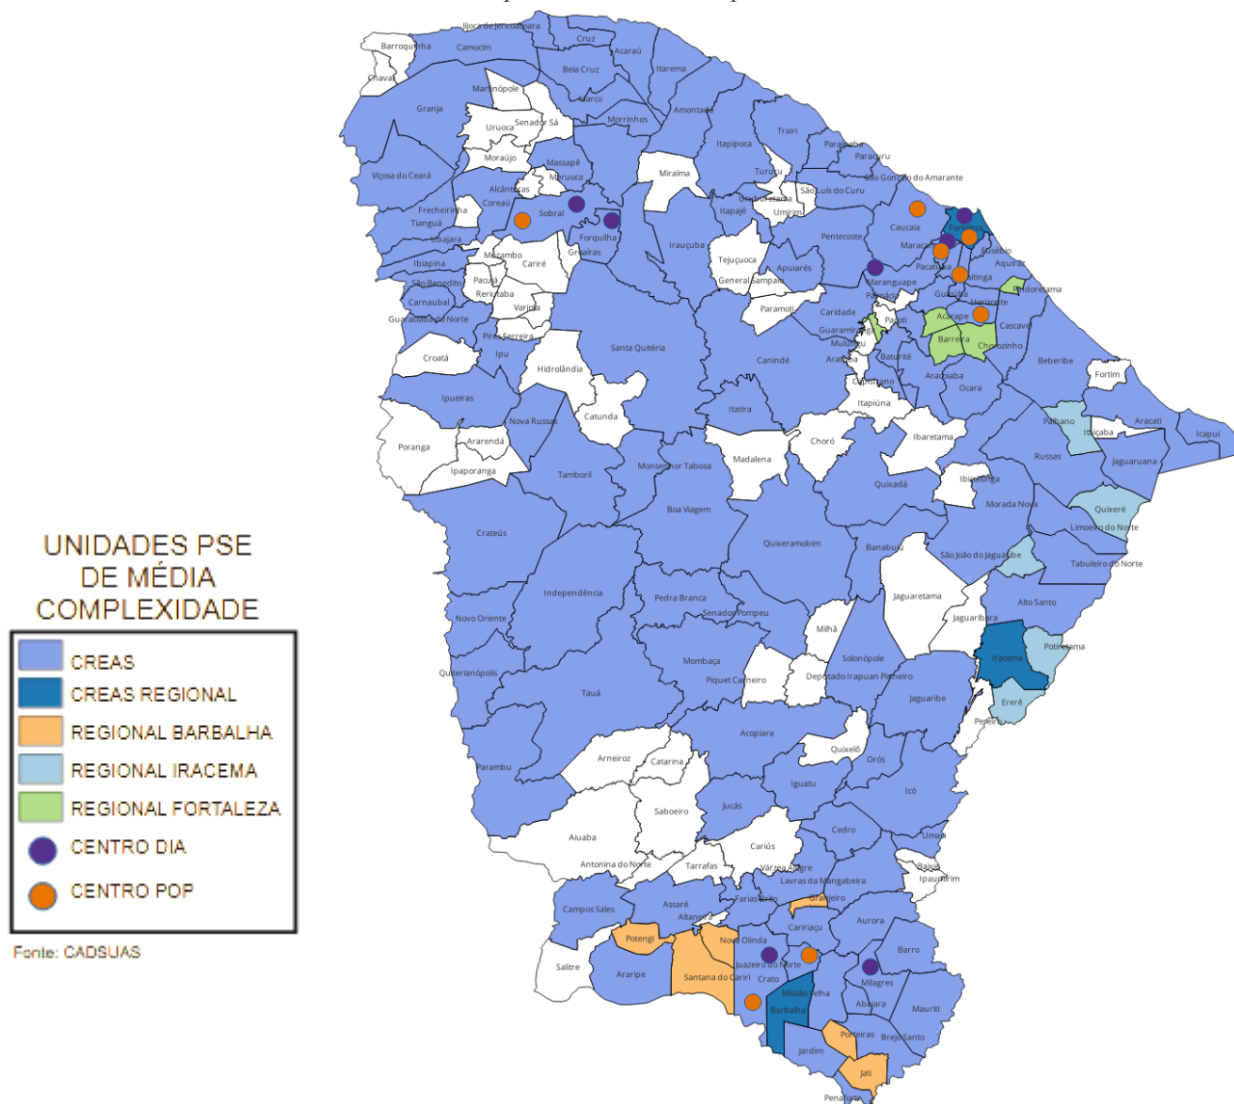 Jijoca de Jericoacoara
Cruz
Barroquinha
Camocim
Acaraú
Chaval
Bela Cruz
Itarema
Martinópole
Marco
Granja
Amontada
Senador Sá
Morrinhos
Uruoca
Trairi
Paraipaba
Moraújo
Massapê
Itapipoca
Paracuru
Viçosa do Ceará
Meruoca
Miraíma
Tururu
São Gonçalo do Amarante
Alcântaras
São Luís do Curu
Uruburetama
Frecheirinha
Coreaú
Sobral
Itapajé
Umirim
Tianguá
Caucaia
Fortaleza
Ubajara
Forquilha
Irauçuba
Pentecoste
Maracanaú
Eusébio
Mucambo
Groaíras
Ibiapina
Cariré
Tejuçuoca
Apuiarés
Pacatuba
Aquiraz
São Benedito
Pacujá
General Sampaio
Maranguape
Itaitinga
Reriutaba
Pindoretama
Carnaubal
Varjota
Paramoti
Palmácia
Guaiúba
Horizonte
Guaraciaba do Norte
Caridade
Pacoti
Acarape
Cascavel
Pires Ferreira
Guaramiranga
Croatá
Ipu
Santa Quitéria
Mulungu
Barreira
Chorozinho
Hidrolândia
Canindé
Aratuba
Baturité
Beberibe
Capistrano
Aracoiaba
Fortim
Ipueiras
Catunda
Itatira
Itapiúna
Ocara
Nova Russas
Palhano
Aracati
Poranga
Ararendá
Choró
Ibaretama
Itaiçaba
Icapuí
Ipaporanga
Madalena
Russas
Jaguaruana
Tamboril
Monsenhor Tabosa
Quixadá
Ibicuitinga
Boa Viagem
Morada Nova
Quixeré
Crateús
Quixeramobim
Banabuiú
Limoeiro do Norte
São João do Jaguaribe
Tabuleiro do Norte
Independência
Pedra Branca
Jaguaretama
Alto Santo
Novo Oriente
Senador Pompeu
Jaguaribara
Milhã
Potiretama
Quiterianópolis
Mombaça
Solonópole
Iracema
Piquet Carneiro
Deputado Irapuan Pinheiro
Tauá
Jaguaribe
Ererê
Pereiro
Acopiara
Quixelô
Arneiroz
Catarina
Orós
Parambu
Iguatu
Icó
Saboeiro
Jucás
Aiuaba
Cedro
Umari
Cariús
Antonina do Norte
Tarrafas
Várzea Alegre
Baixio
Lavras da Mangabeira
Ipaumirim
Campos Sales
Assaré
Farias Brito
Granjeiro
Altaneira
Aurora
Caririaçu
Potengi
Nova Olinda
Barro
Salitre
Araripe
Santana do Cariri
Juazeiro do Norte
Crato
Milagres
Missão Velha
Barbalha
Abaiara
Mauriti
Porteiras
Brejo Santo
Jardim
Jati
Penaforte
UNIDADES PSE
DE MÉDIA
COMPLEXIDADE
CREAS
CREAS REGIONAL
REGIONAL BARBALHA
REGIONAL IRACEMA
REGIONAL FORTALEZA
CENTRO DIA
CENTRO POP
Fonte: CADSUAS